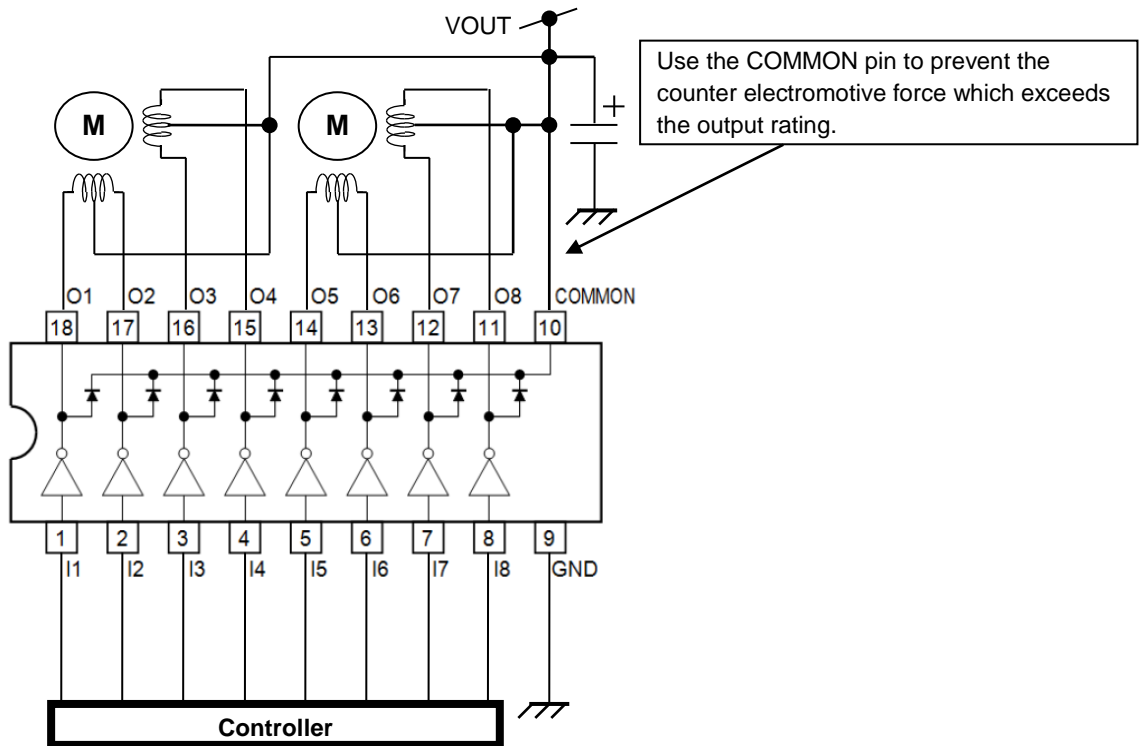 VOUT
Use the COMMON pin to prevent the
counter electromotive force which exceeds
the output rating.
+
M M
O1 O2 O3 O4 O5 O6 O7 O8 COMMON
18 17 16 15 14 13 12 11 10
1 2 3 4 5 6 7 8 9
I1 I2 I3 I4 I5 I6 I7 I8 GND
Controller